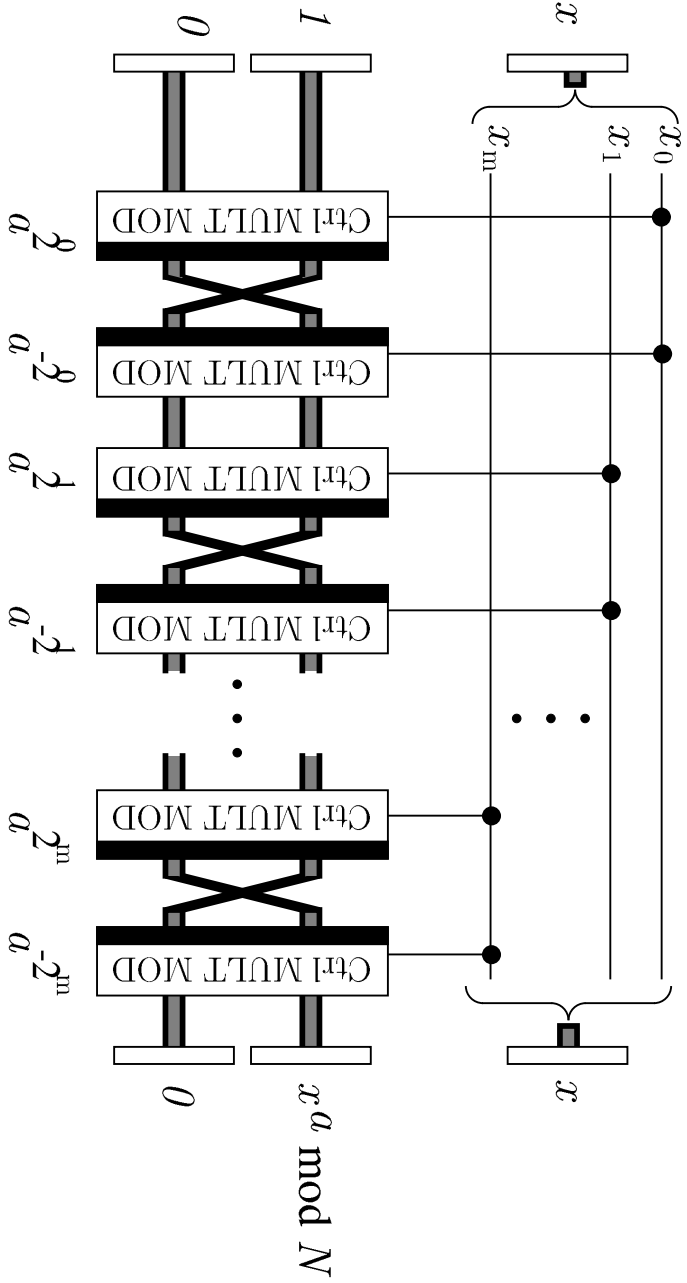 x
x₀
x₁
xₘ
x
1
Ctrl MULT MOD
Ctrl MULT MOD
Ctrl MULT MOD
Ctrl MULT MOD
Ctrl MULT MOD
Ctrl MULT MOD
xᵃ mod N
0
0
a^2^0
a^-2^0
a^2^1
a^-2^1
a^2^m
a^-2^m